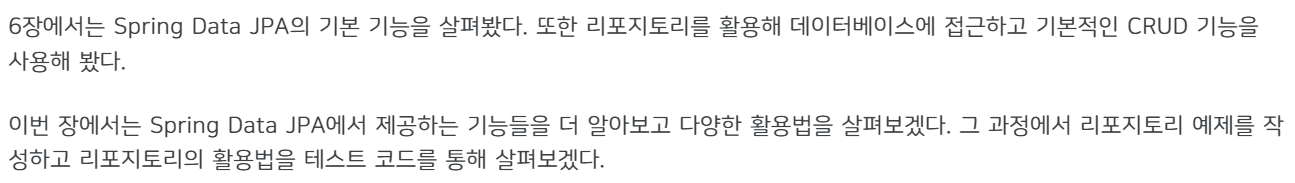 6장에서는 Spring Data JPA의 기본 기능을 살펴봤다. 또한 리포지토리를 활용해 데이터베이스에 접근하고 기본적인 CRUD 기능을
사용해 봤다.
이번 장에서는 Spring Data JPA에서 제공하는 기능들을 더 알아보고 다양한 활용법을 살펴보겠다. 그 과정에서 리포지토리 예제를 작
성하고 리포지토리의 활용법을 테스트 코드를 통해 살펴보겠다.